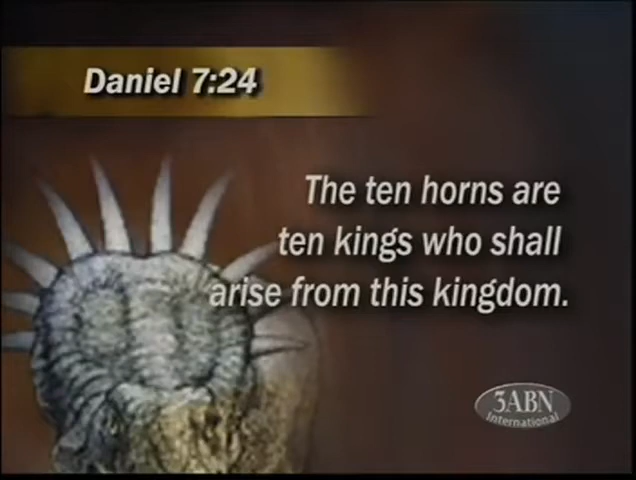 Daniel 7:24
The ten horns are
ten kings who shall
arise from this kingdom.
3ABN
International